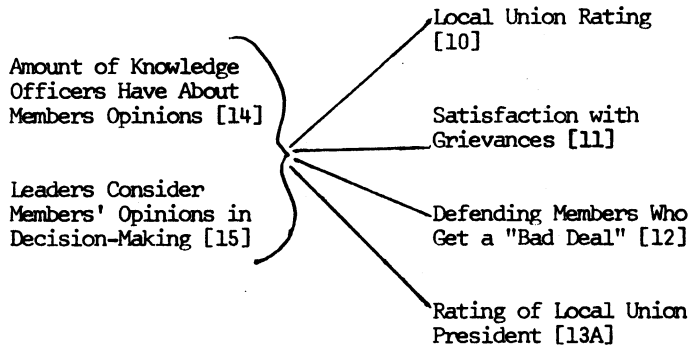 Amount of Knowledge
Officers Have About
Members Opinions [14]
Leaders Consider
Members' Opinions in
Decision-Making [15]
Local Union Rating
[10]
Satisfaction with
Grievances [11]
Defending Members Who
Get a "Bad Deal" [12]
Rating of Local Union
President [13A]